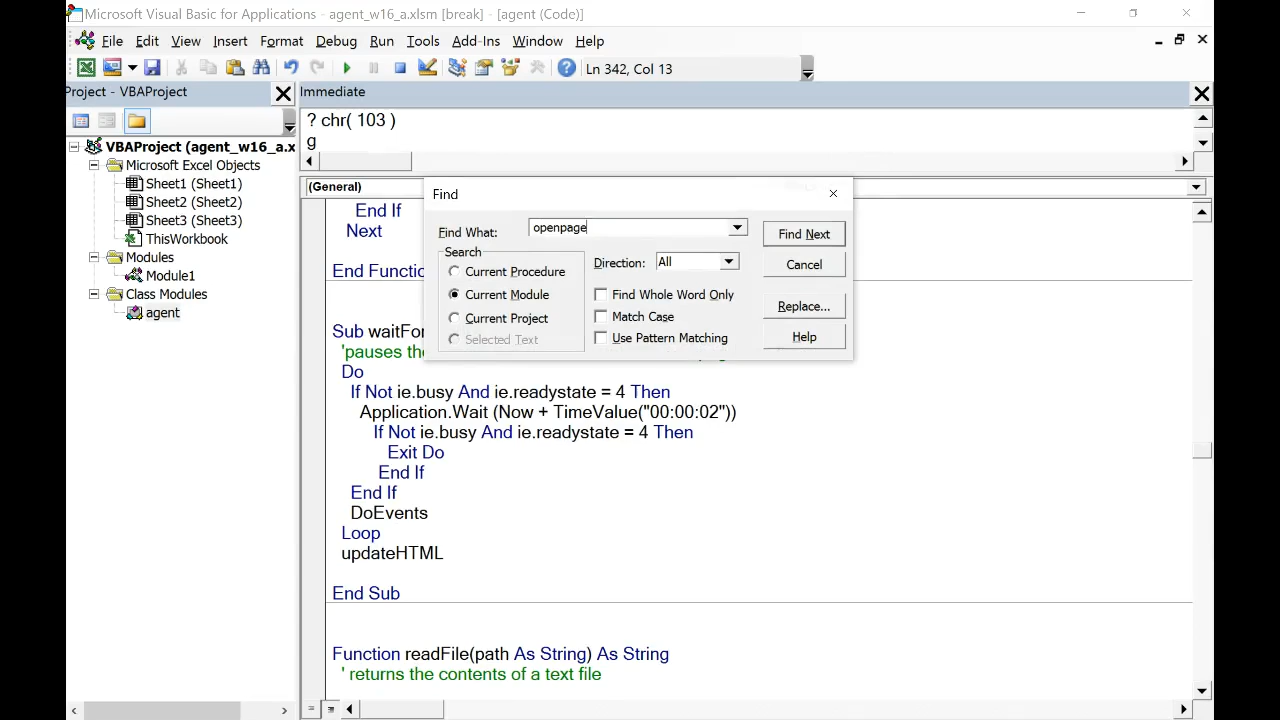 Microsoft Visual Basic for Applications - agent_w16_a.xlsm [break] - [agent (Code)]
File Edit View Insert Format Debug Run Tools Add-Ins Window Help
Ln 342, Col 13
Project - VBAProject
Immediate
? chr( 103 )
g
VBAProject (agent_w16_a.x
Microsoft Excel Objects
Sheet1 (Sheet1)
Sheet2 (Sheet2)
Sheet3 (Sheet3)
ThisWorkbook
Modules
Module1
Class Modules
agent
(General)
Find
Find What: openpage
Find Next
Search
Current Procedure
Current Module
Current Project
Selected Text
Direction: All
Find Whole Word Only
Match Case
Use Pattern Matching
Cancel
Replace...
Help
End If
Next
End Functio
Sub waitFor
'pauses the
Do
If Not ie.busy And ie.readystate = 4 Then
Application.Wait (Now + TimeValue("00:00:02"))
If Not ie.busy And ie.readystate = 4 Then
Exit Do
End If
End If
DoEvents
Loop
updateHTML
End Sub
Function readFile(path As String) As String
' returns the contents of a text file